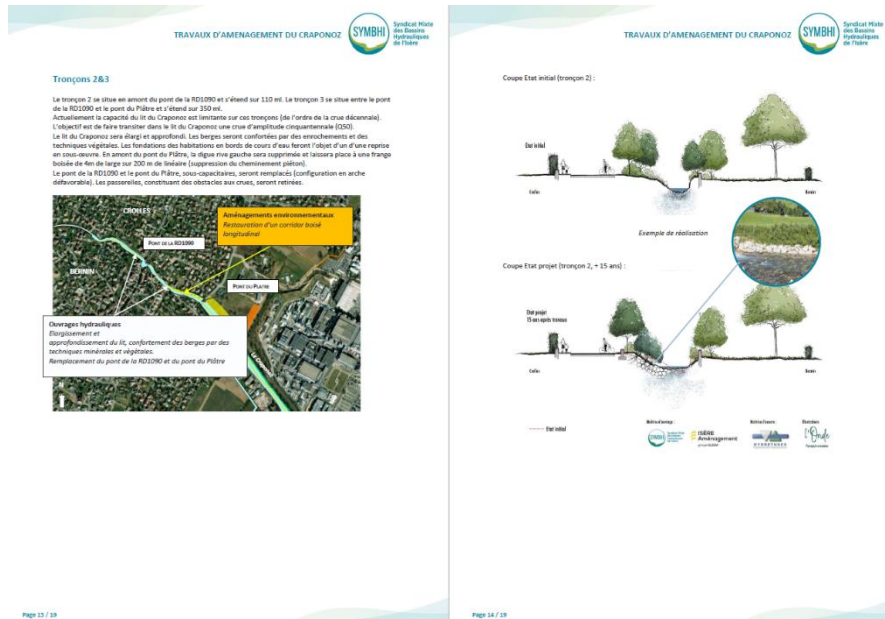 TRAVAUX D'AMENAGEMENT DU CRAPONOZ
SYMBHI
Syndicat Mixte
des Bassins
Hydrauliques
de l'Isère
Tronçons 2&3
Le tronçon 2 se situe en amont du pont de la RD1090 et s'étend sur 110 ml. Le tronçon 3 se situe entre le pont
de la RD1090 et le pont du Plâtre et s'étend sur 350 ml.
Actuellement la capacité du lit du Craponoz est limitante sur ces tronçons (de l'ordre de la crue décennale).
L'objectif est de faire transiter dans le lit du Craponoz une crue d'amplitude cinquantennale (Q50).
Le lit du Craponoz sera élargi et approfondi. Les berges seront confortées par des enrochements et des
techniques végétales. Les fondations des habitations en bords de cours d'eau feront l'objet d'un d'une reprise
en sous-œuvre. En amont du pont du Plâtre, la digue rive gauche sera supprimée et laissera place à une frange
boisée de 4m de large sur 200 m de linéaire (suppression du cheminement piéton).
Le pont de la RD1090 et le pont du Plâtre, sous-capacitaires, seront remplacés (configuration en arche
défavorable). Les passerelles, constituant des obstacles aux crues, seront retirées.
CROLLES
Aménagements environnementaux
Restauration d'un corridor boisé
longitudinal
PONT DE LA RD1090
BERNIN
PONT DU PLATRE
Ouvrages hydrauliques
Elargissement et
approfondissement du lit, confortement des berges par des
techniques minérales et végétales.
Remplacement du pont de la RD1090 et du pont du Plâtre
Le Craponoz
N
Page 13 / 19
TRAVAUX D'AMENAGEMENT DU CRAPONOZ
SYMBHI
Syndicat Mixte
des Bassins
Hydrauliques
de l'Isère
Coupe Etat initial (tronçon 2) :
Etat initial
Crolles
Bernin
Exemple de réalisation
Coupe Etat projet (tronçon 2, + 15 ans) :
Etat projet
15 ans après travaux
Crolles
Bernin
Etat initial
SYMBHI
ISÈRE
Aménagement
l'Onde
Page 14 / 19